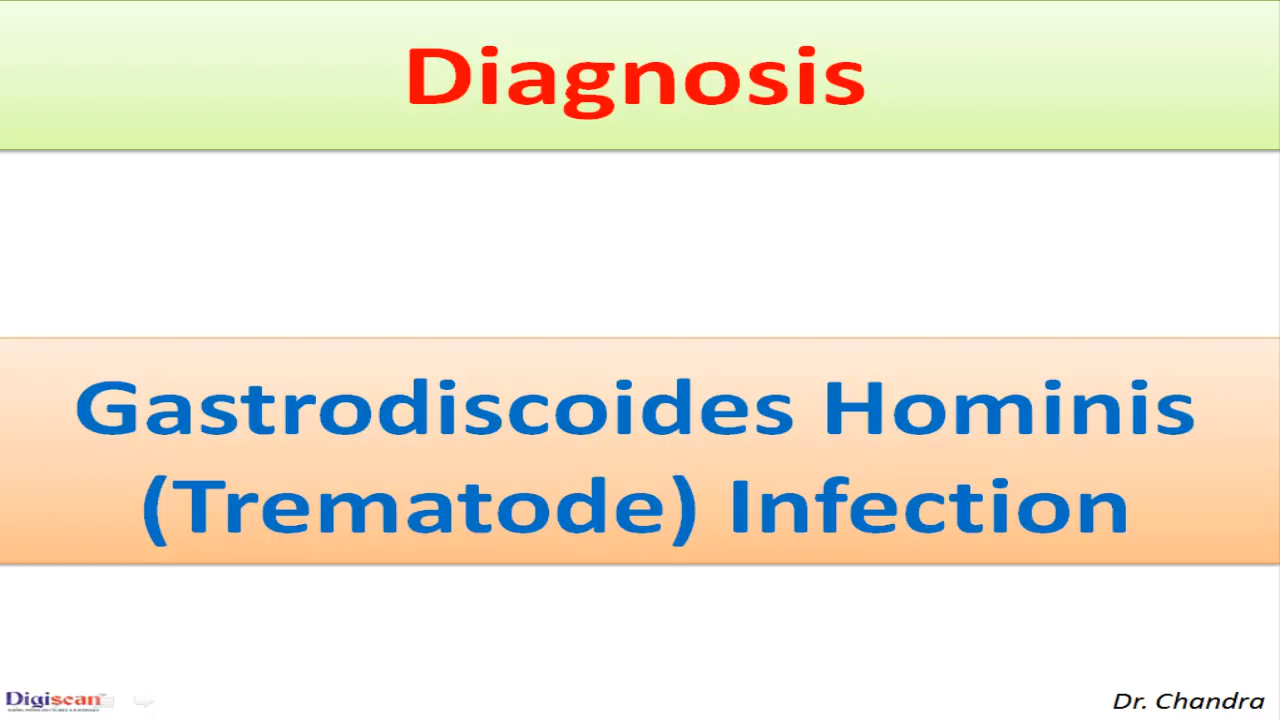 Diagnosis
Gastrodiscoides Hominis
(Trematode) Infection
Digiscan
Dr. Chandra